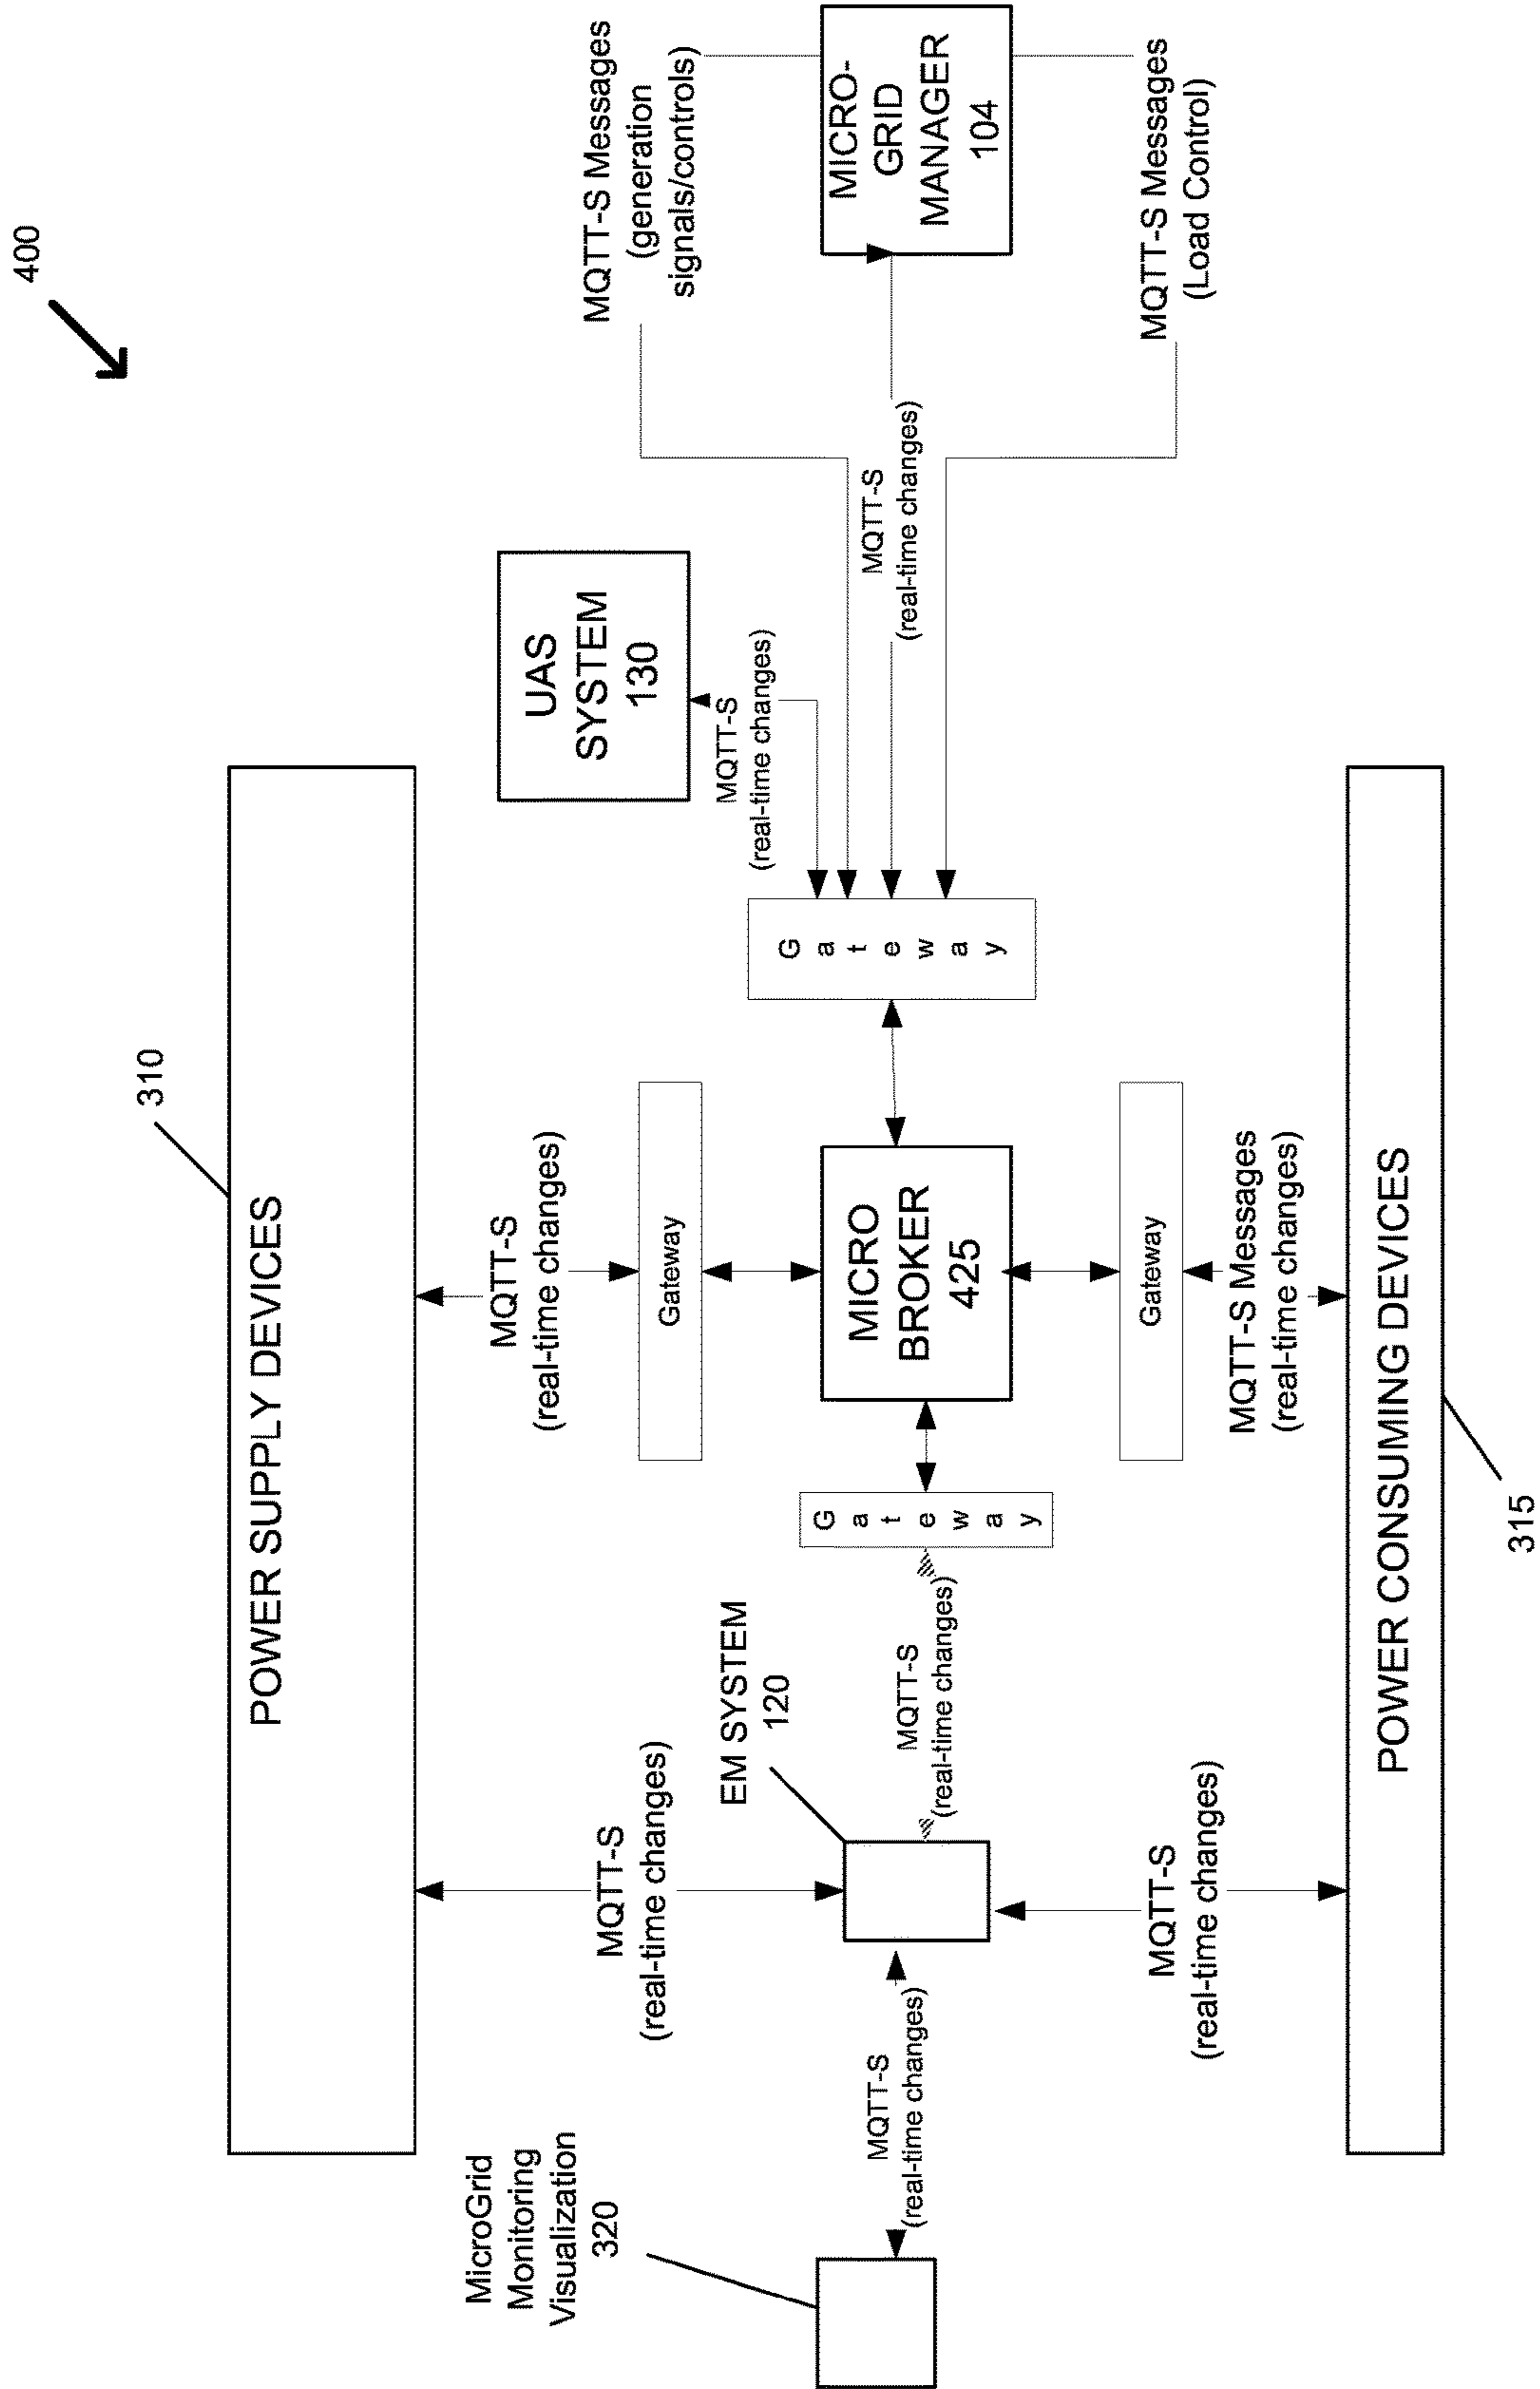 400
310
POWER SUPPLY DEVICES
MQTT-S
(real-time changes)
MQTT-S
(real-time changes)
MicroGrid
Monitoring
Visualization
320
EM SYSTEM
120
Gateway
UAS
SYSTEM
130
MQTT-S
(real-time changes)
MQTT-S Messages
(generation
signals/controls)
MQTT-S
(real-time changes)
MQTT-S
(real-time changes)
Gateway
MICRO
BROKER
425
Gateway
MQTT-S
(real-time changes)
MICRO-
GRID
MANAGER
104
MQTT-S
(real-time changes)
Gateway
MQTT-S Messages
(real-time changes)
MQTT-S Messages
(Load Control)
POWER CONSUMING DEVICES
315